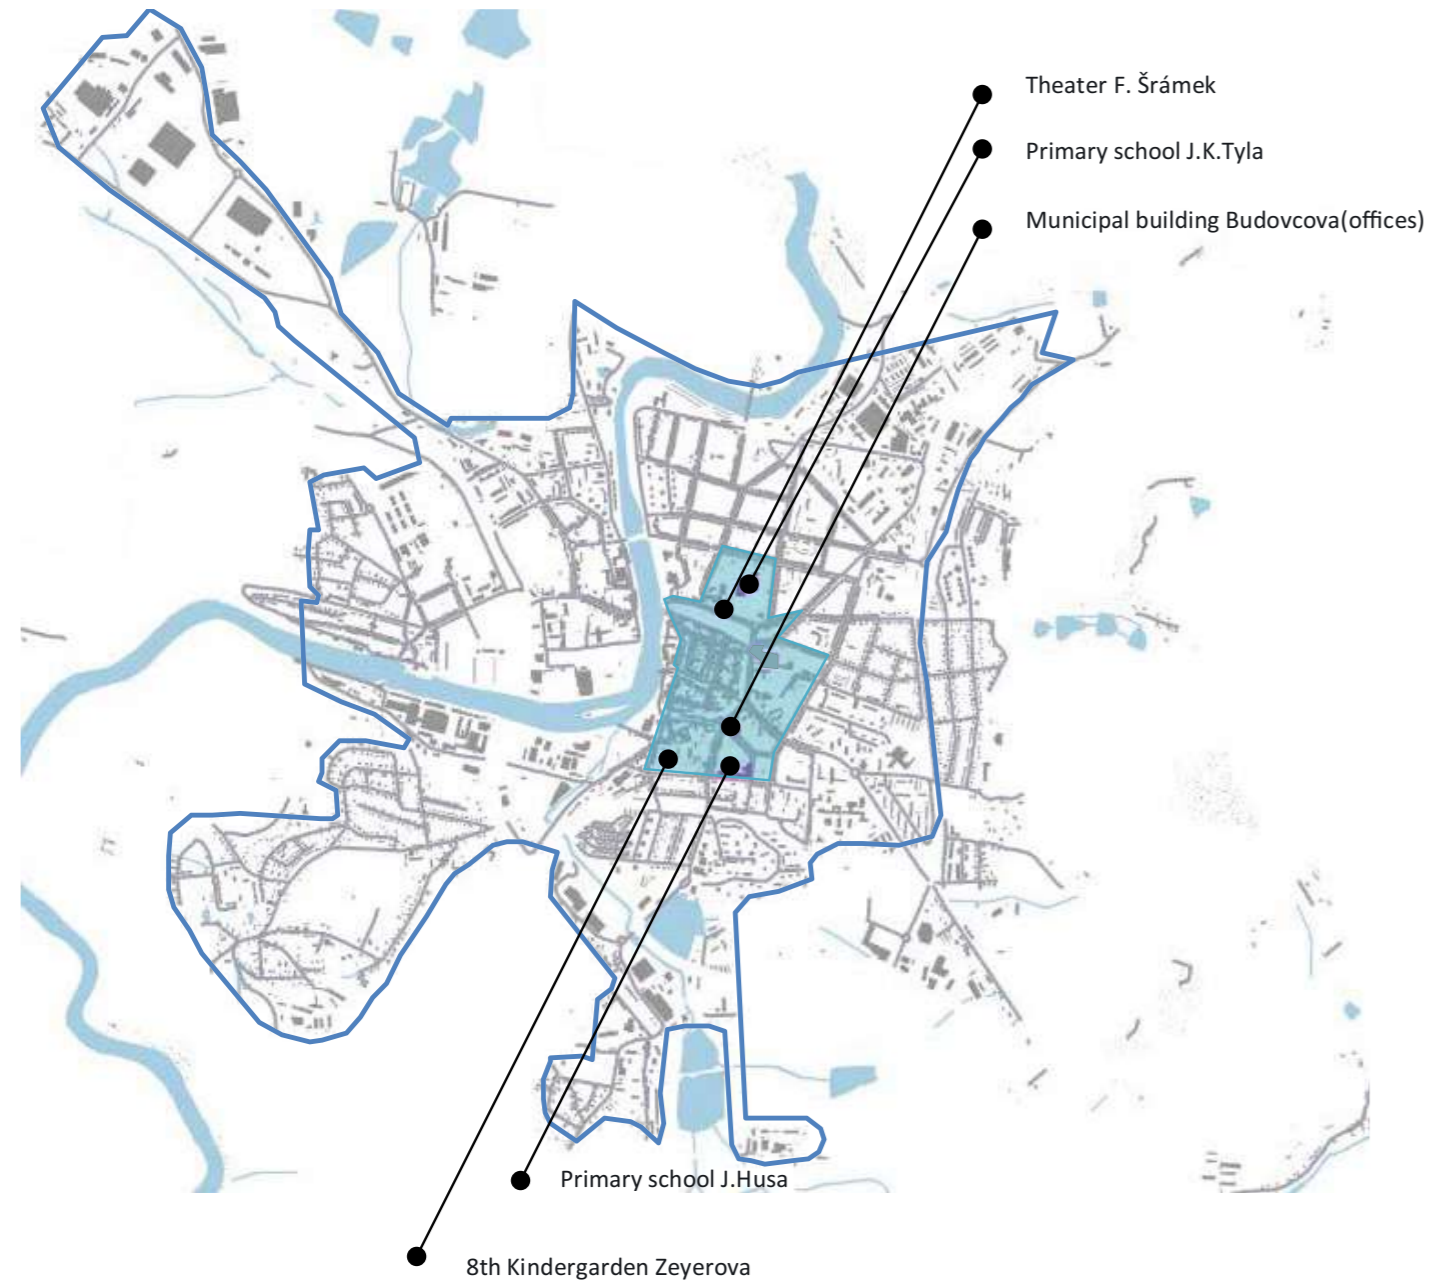 Theater F. Šrámek
Primary school J.K.Tyla
Municipal building Budovcova(offices)
Primary school J.Husa
8th Kindergarden Zeyerova